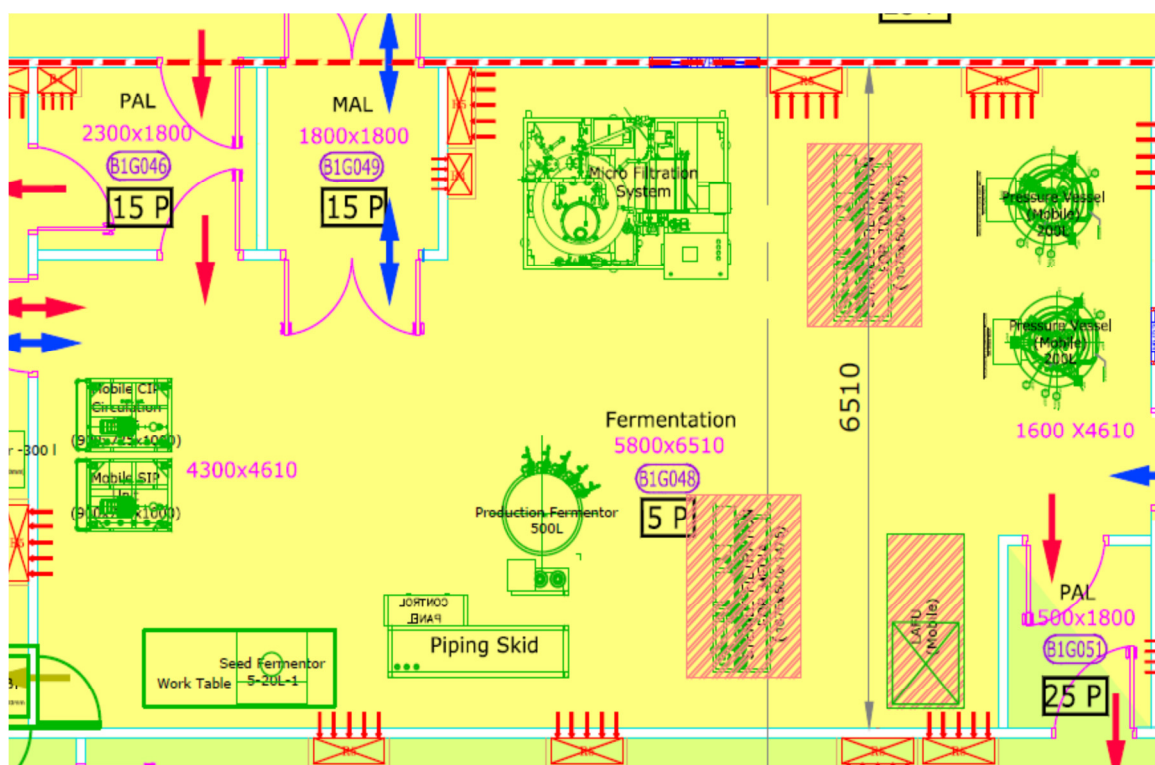 PAL
2300x1800
B1G046
15 P
MAL
1800x1800
B1G049
15 P
Micro Filtration
System
Pressure Vessel
(Mobile)
200L
Pressure Vessel
(Mobile)
200L
6510
Mobile CIP
Circulation
Mobile SIP
Unit
4300x4610
Fermentation
5800x6510
B1G048
5 P
1600 X4610
Production Fermentor
500L
CONTROL
PANEL
Piping Skid
Seed Fermentor
5-20L-1
Work Table
LAFU
(Mobile)
PAL
1500x1800
B1G051
25 P